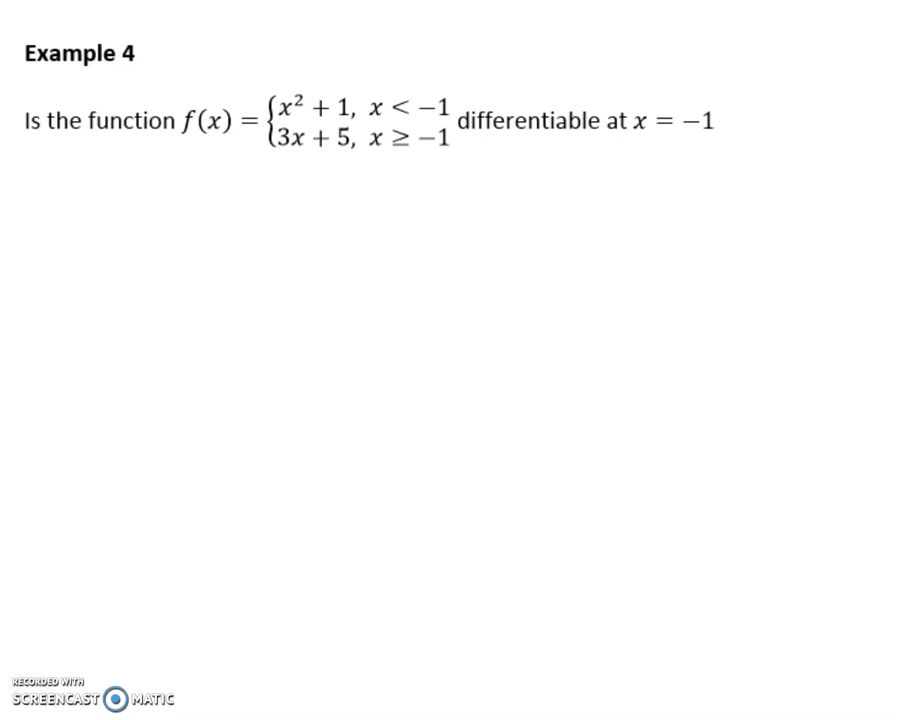 Example 4
Is the function f(x) = {x² + 1, x < −1
3x + 5, x ≥ −1 differentiable at x = −1
RECORDED WITH
SCREENCAST MATIC